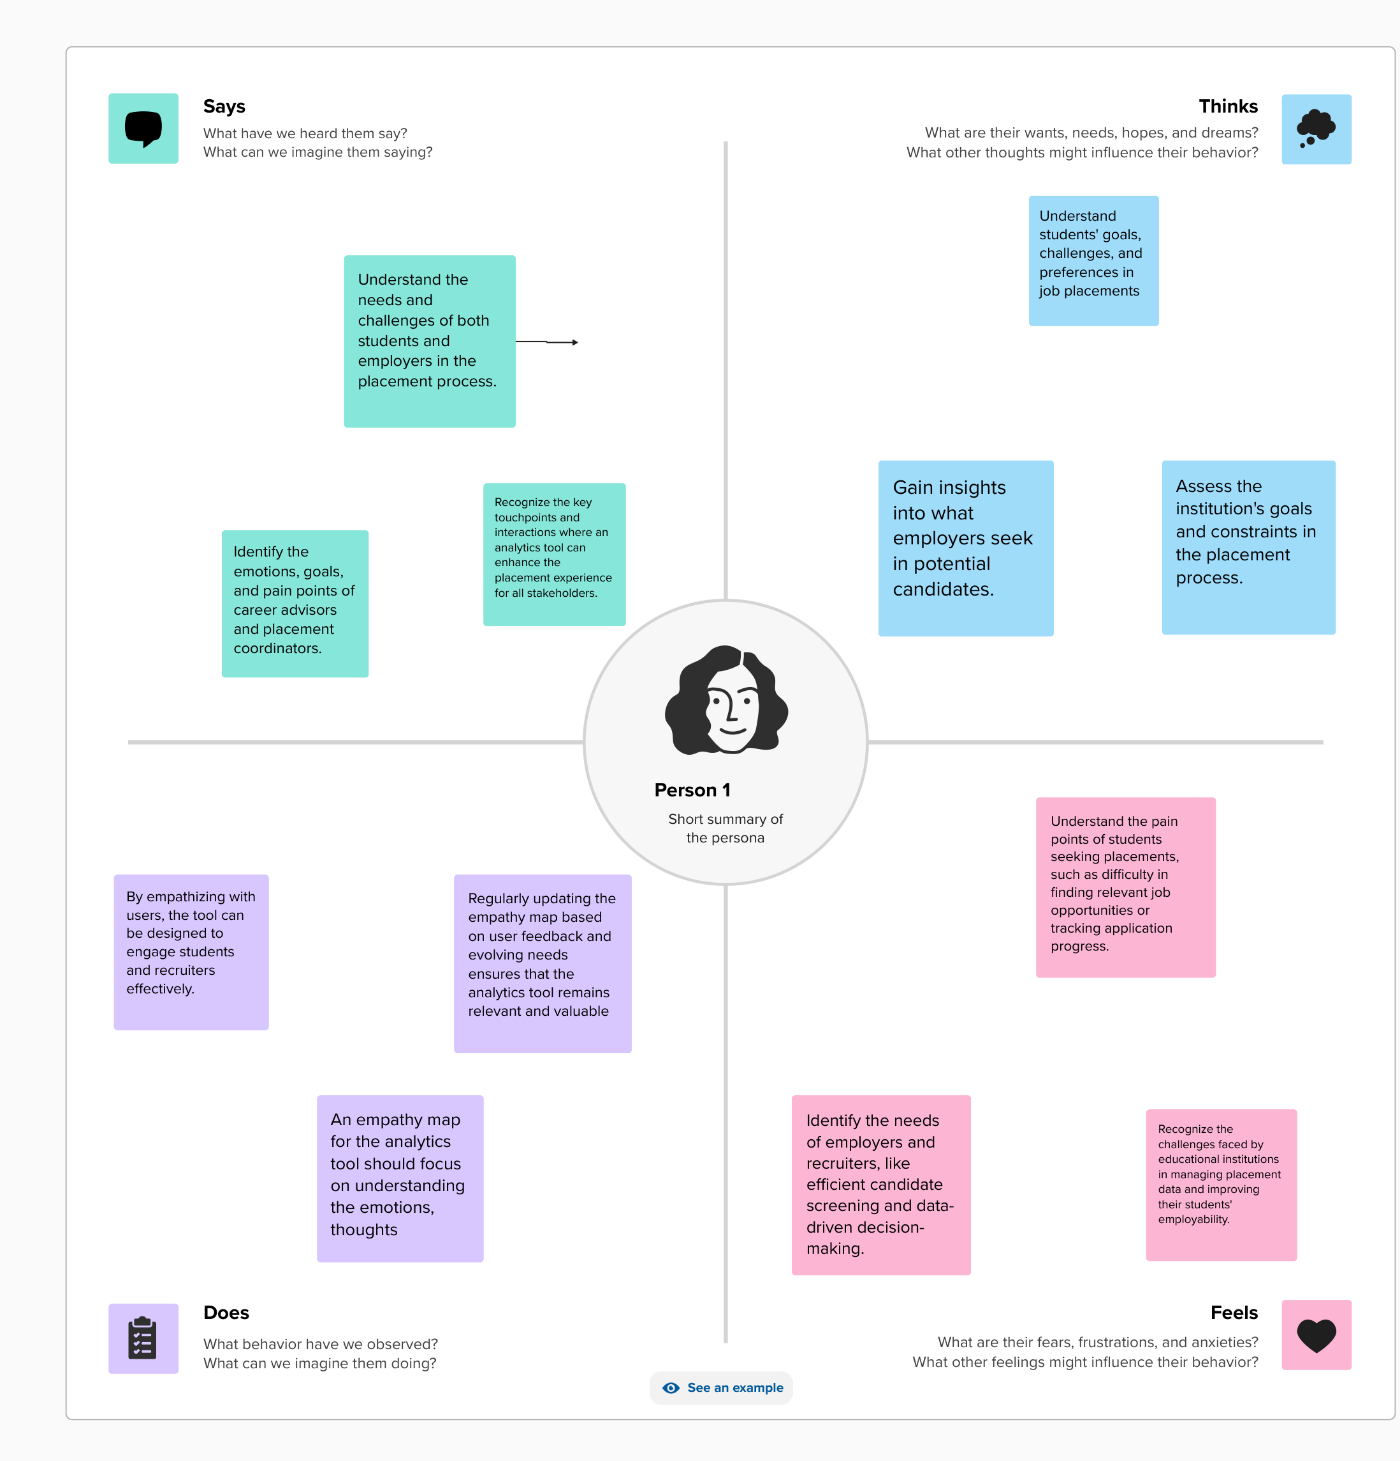 Says
What have we heard them say?
What can we imagine them saying?
Thinks
What are their wants, needs, hopes, and dreams?
What other thoughts might influence their behavior?
Understand the
needs and
challenges of both
students and
employers in the
placement process.
Identify the
emotions, goals,
and pain points of
career advisors
and placement
coordinators.
Recognize the key
touchpoints and
interactions where an
analytics tool can
enhance the
placement experience
for all stakeholders.
Understand
students' goals,
challenges, and
preferences in
job placements
Gain insights
into what
employers seek
in potential
candidates.
Assess the
institution's goals
and constraints in
the placement
process.
Person 1
Short summary of
the persona
By empathizing with
users, the tool can
be designed to
engage students
and recruiters
effectively.
Regularly updating the
empathy map based
on user feedback and
evolving needs
ensures that the
analytics tool remains
relevant and valuable
An empathy map
for the analytics
tool should focus
on understanding
the emotions,
thoughts
Understand the pain
points of students
seeking placements,
such as difficulty in
finding relevant job
opportunities or
tracking application
progress.
Identify the needs
of employers and
recruiters, like
efficient candidate
screening and data-
driven decision-
making.
Recognize the
challenges faced by
educational institutions
in managing placement
data and improving
their students'
employability.
Does
What behavior have we observed?
What can we imagine them doing?
Feels
What are their fears, frustrations, and anxieties?
What other feelings might influence their behavior?
See an example